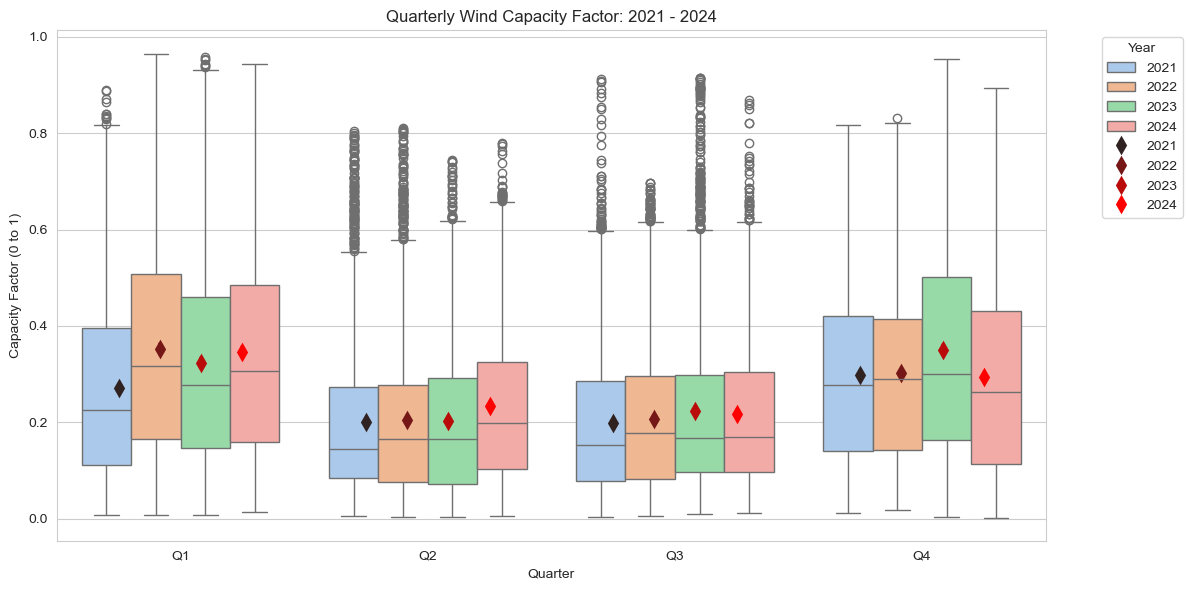 Quarterly Wind Capacity Factor: 2021 - 2024
Capacity Factor (0 to 1)
1.0
0.8
0.6
0.4
0.2
0.0
Q1
Q2
Q3
Q4
Quarter
Year
2021
2022
2023
2024
2021
2022
2023
2024